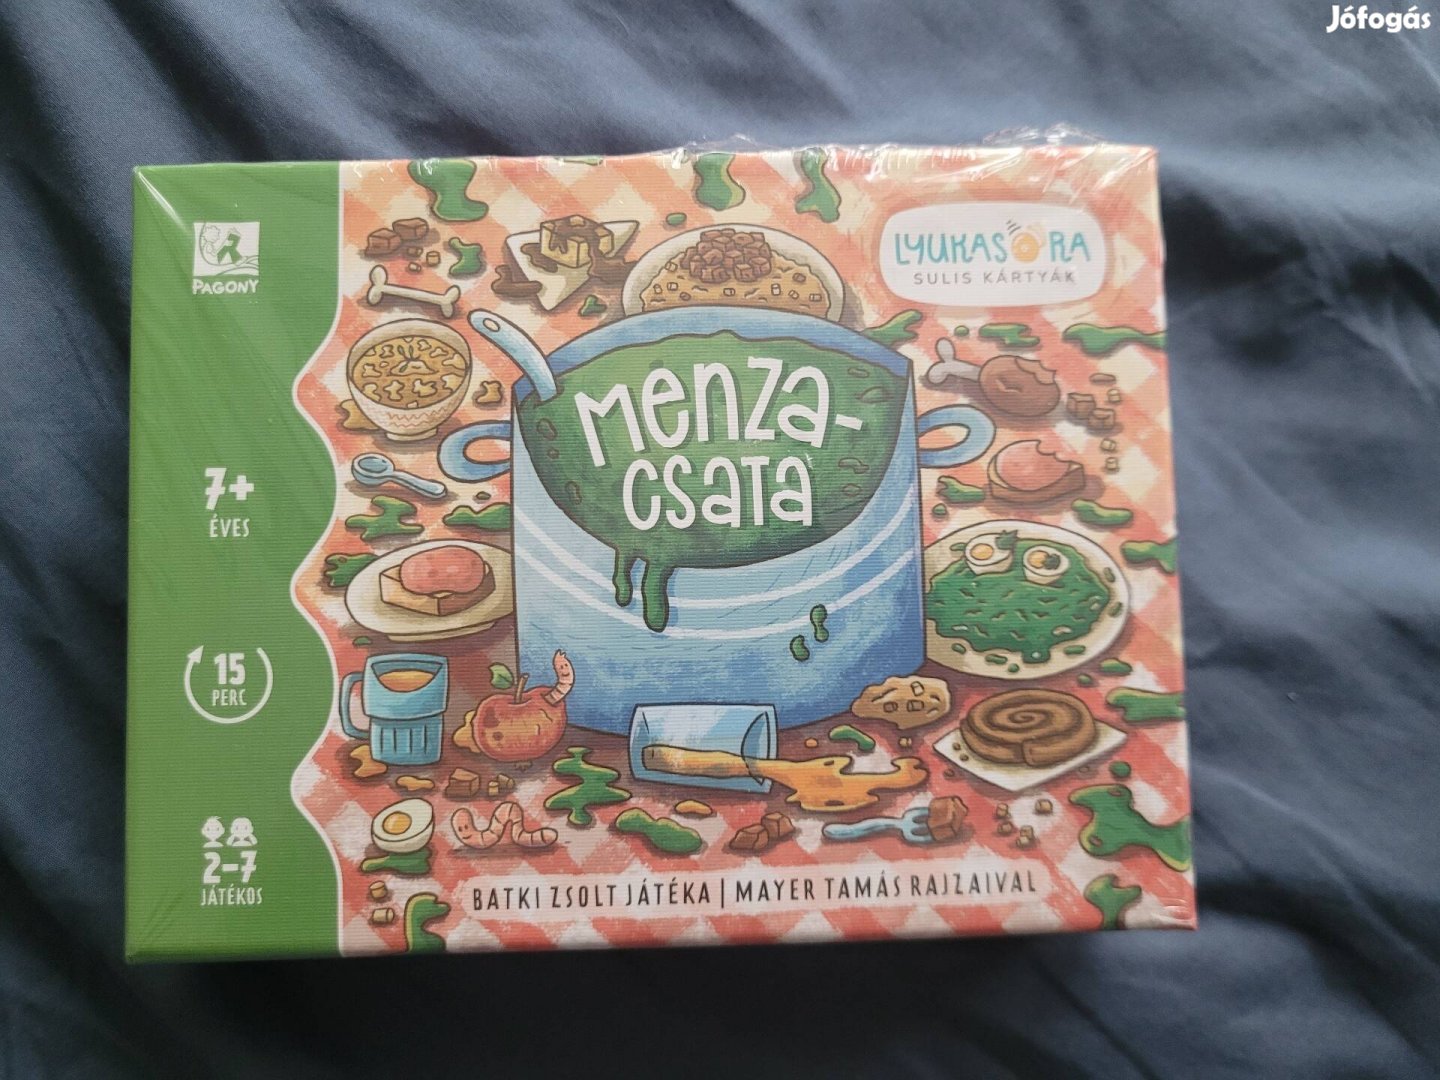 Jófogás
PAGONY
LYUKASÓRA
SULIS KÁRTYÁK
MENZA-
CSATA
7+
ÉVES
15
PERC
2-7
JÁTÉKOS
BATKI ZSOLT JÁTÉKA | MAYER TAMÁS RAJZAIVAL